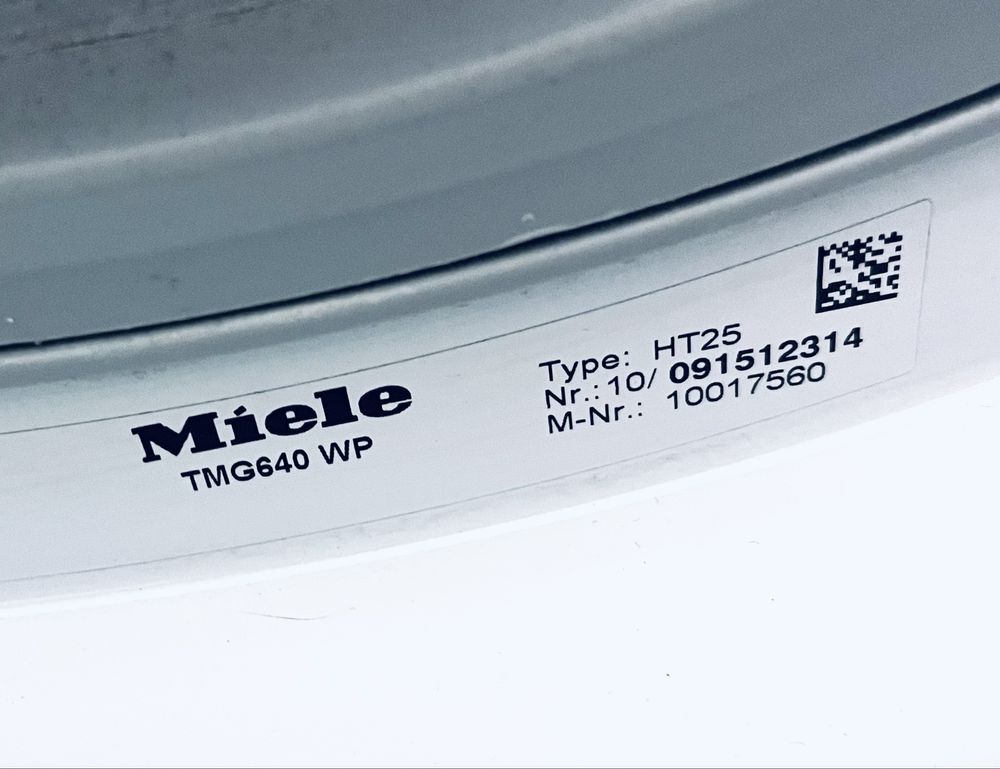 Miele
TMG640 WP
Type: HT25
Nr.: 10/ 091512314
M-Nr.: 10017560